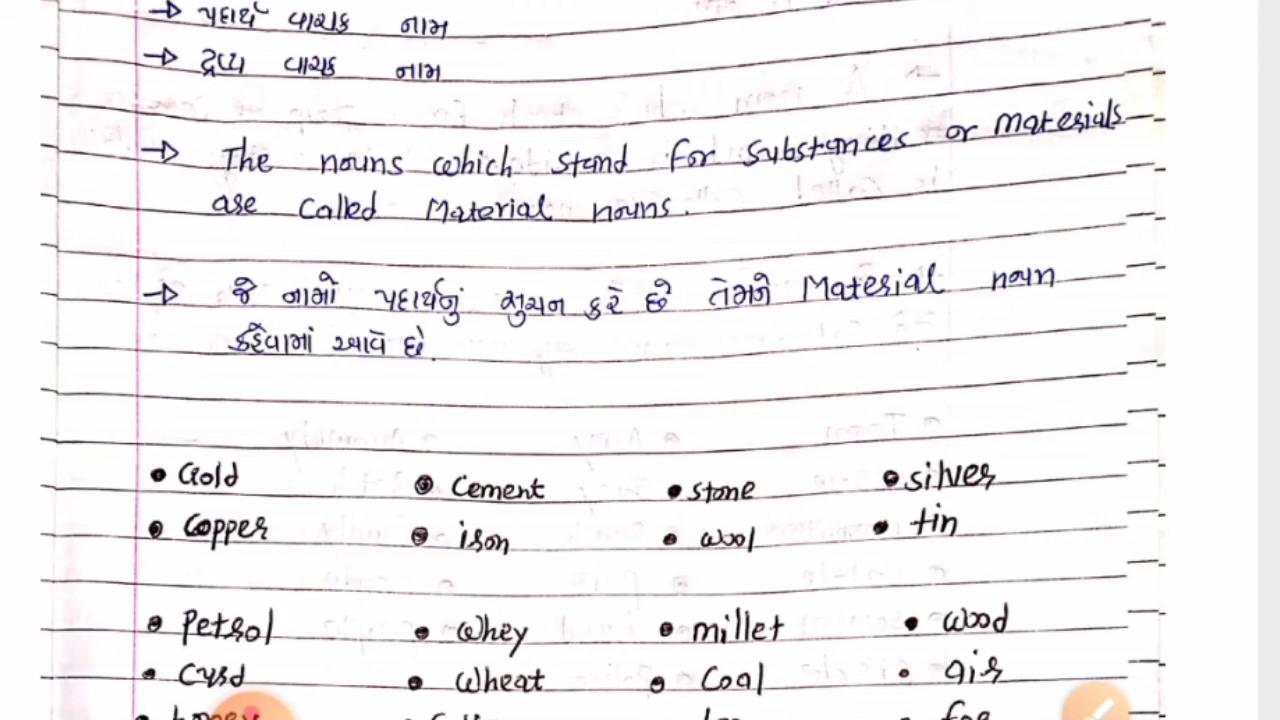 → પદાર્થ વાચક નામ
→ દ્રવ્ય વાચક નામ
→ The nouns which stand for substances or materials
are called Material nouns.
→ જે નામો પદાર્થનું સુચન કરે છે તેમને Material noun
કહેવામાં આવે છે.
• Gold • Cement • stone • silver
• Copper • iron • wool • tin
• Petrol • whey • millet • wood
• Curd • wheat • Coal • air
• honey